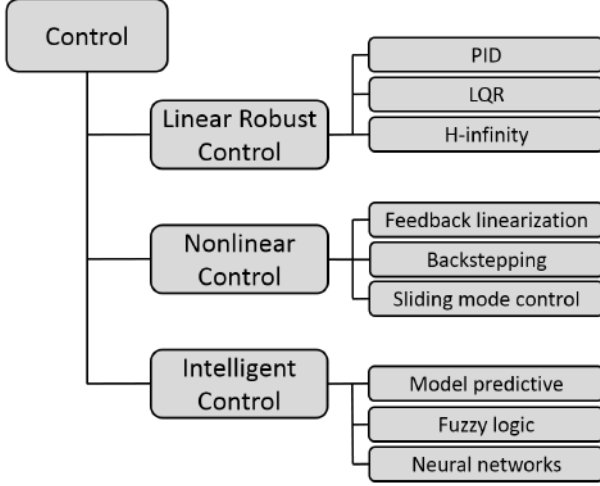 Control
Linear Robust
Control
PID
LQR
H-infinity
Nonlinear
Control
Feedback linearization
Backstepping
Sliding mode control
Intelligent
Control
Model predictive
Fuzzy logic
Neural networks